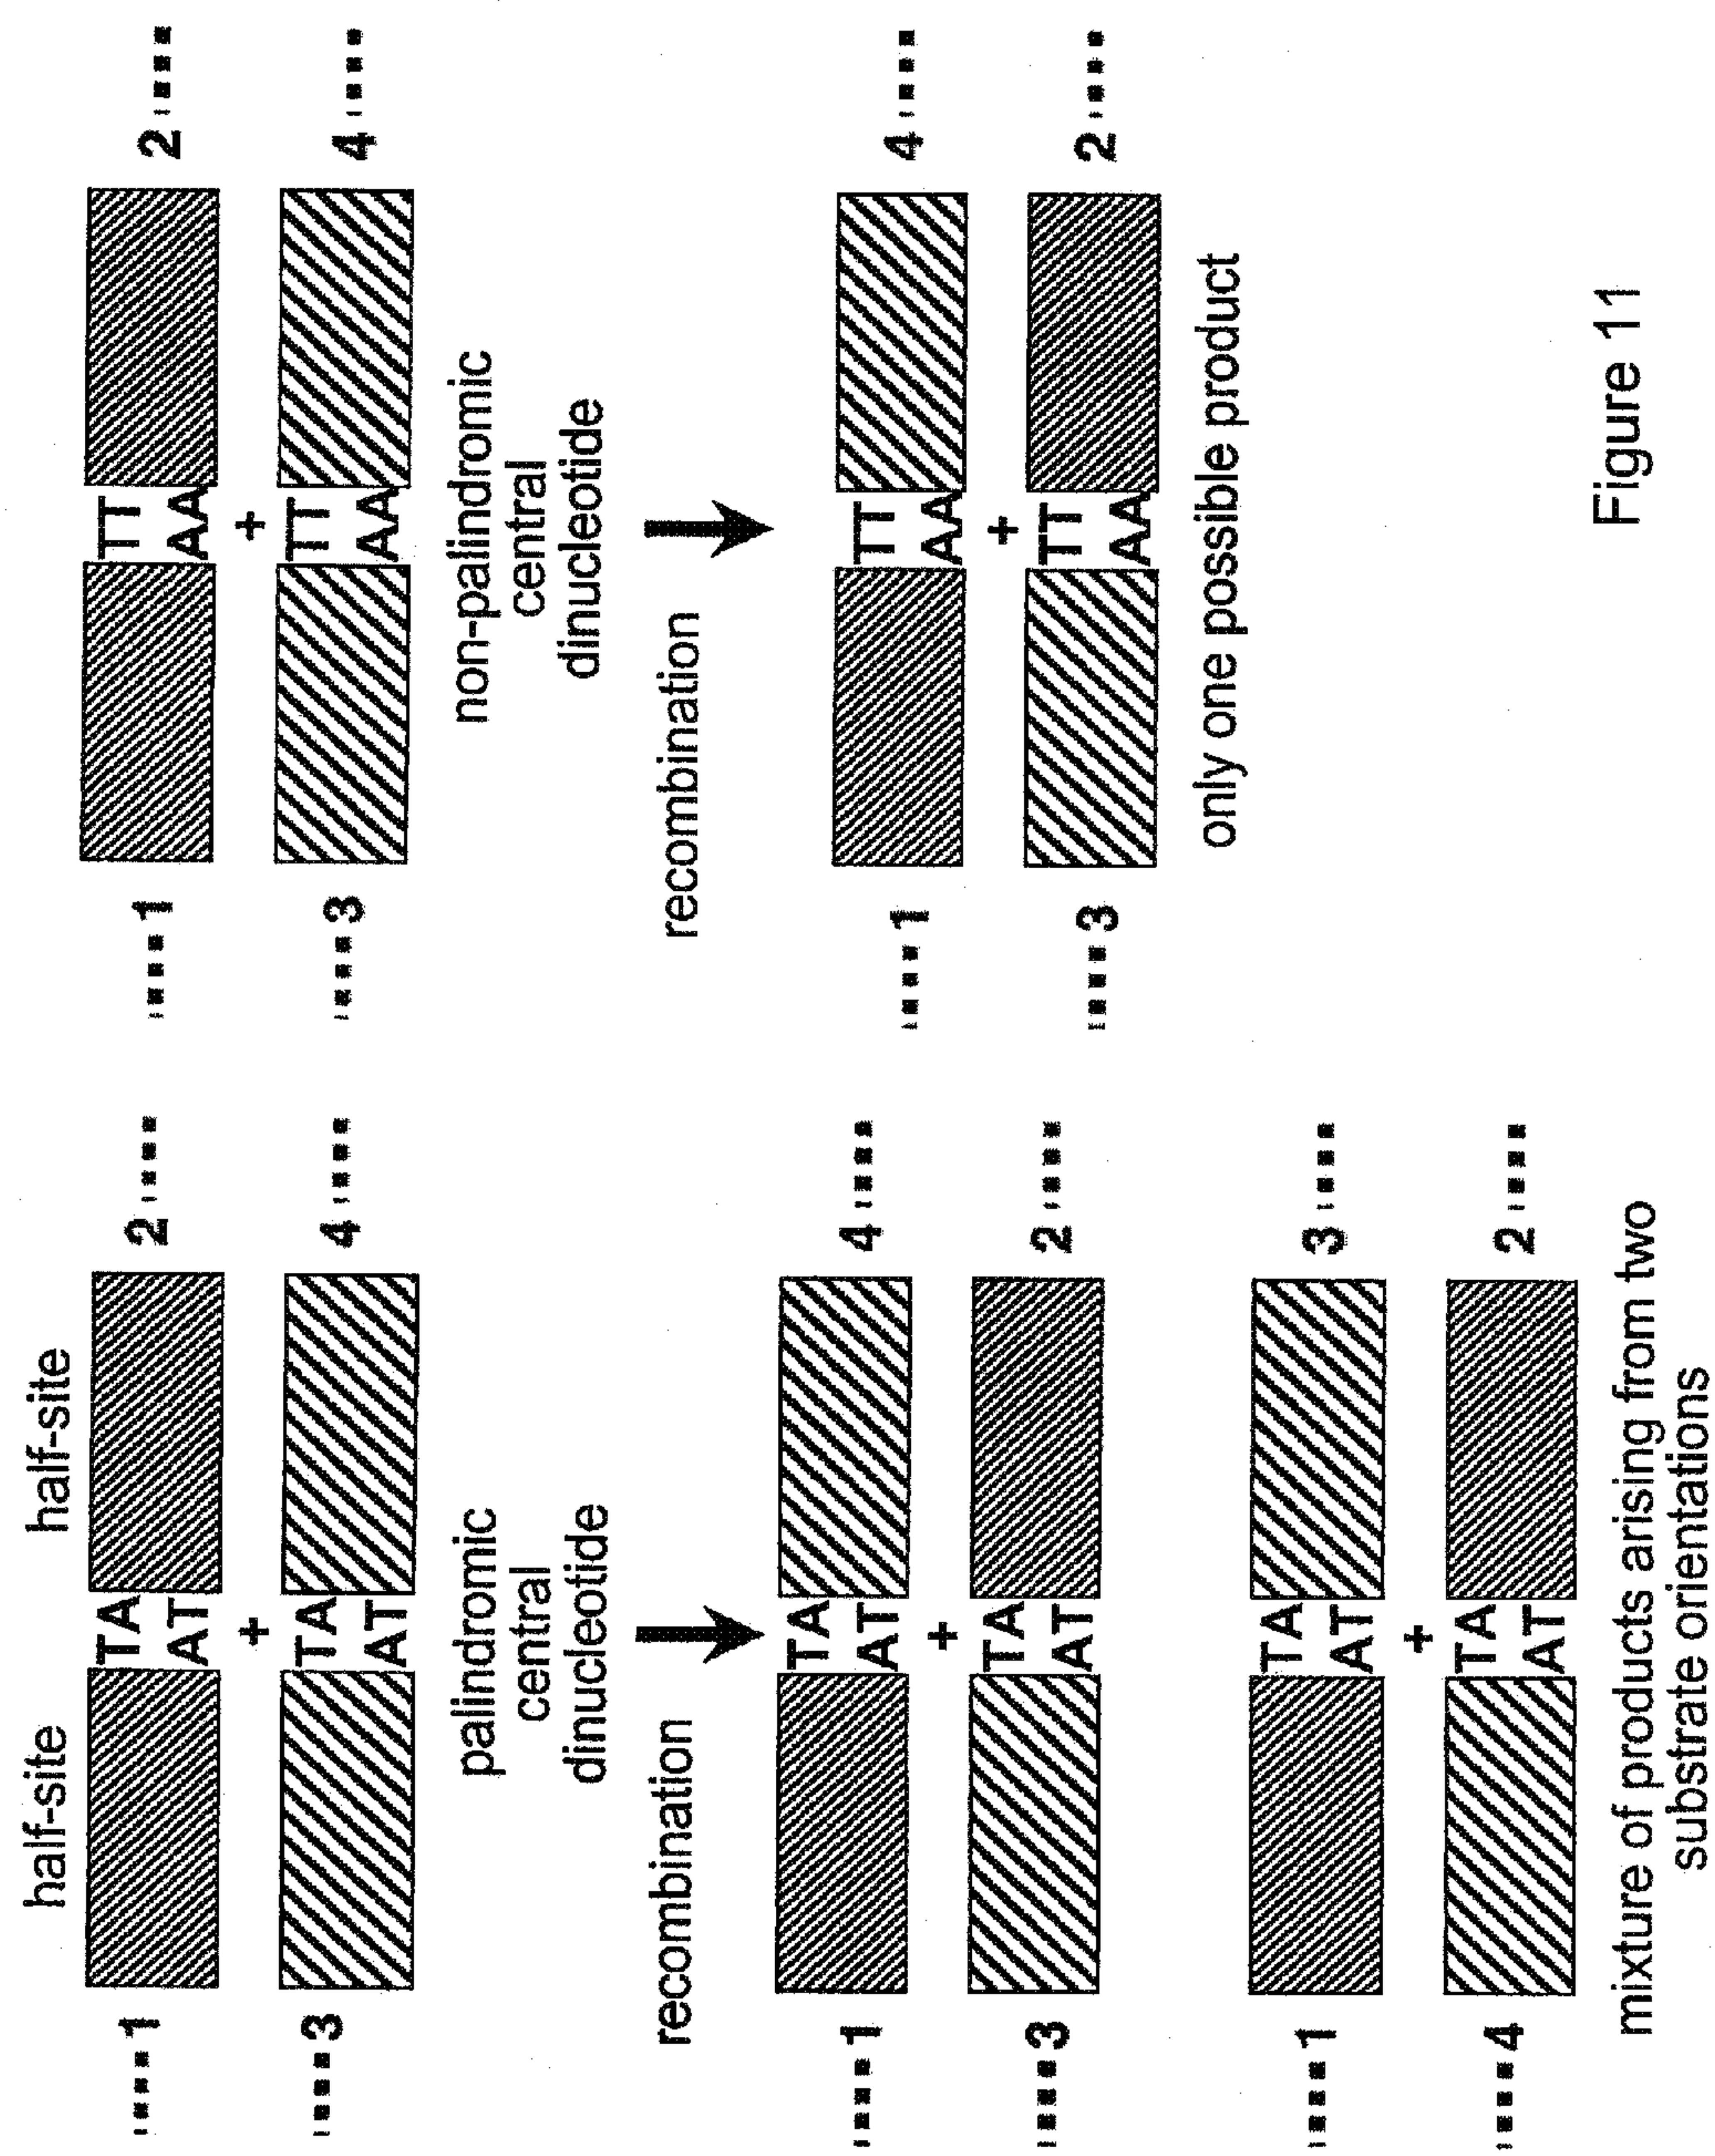 half-site half-site
1 TA 2
AT
+
3 TA 4
AT
palindromic
central
dinucleotide
recombination
1 TA 4
AT
+
3 TA 2
AT
1 TA 3
AT
+
4 TA 2
AT
mixture of products arising from two
substrate orientations
1 TT 2
AA
+
3 TT 4
AA
non-palindromic
central
dinucleotide
recombination
1 TT 4
AA
+
3 TT 2
AA
only one possible product
Figure 11